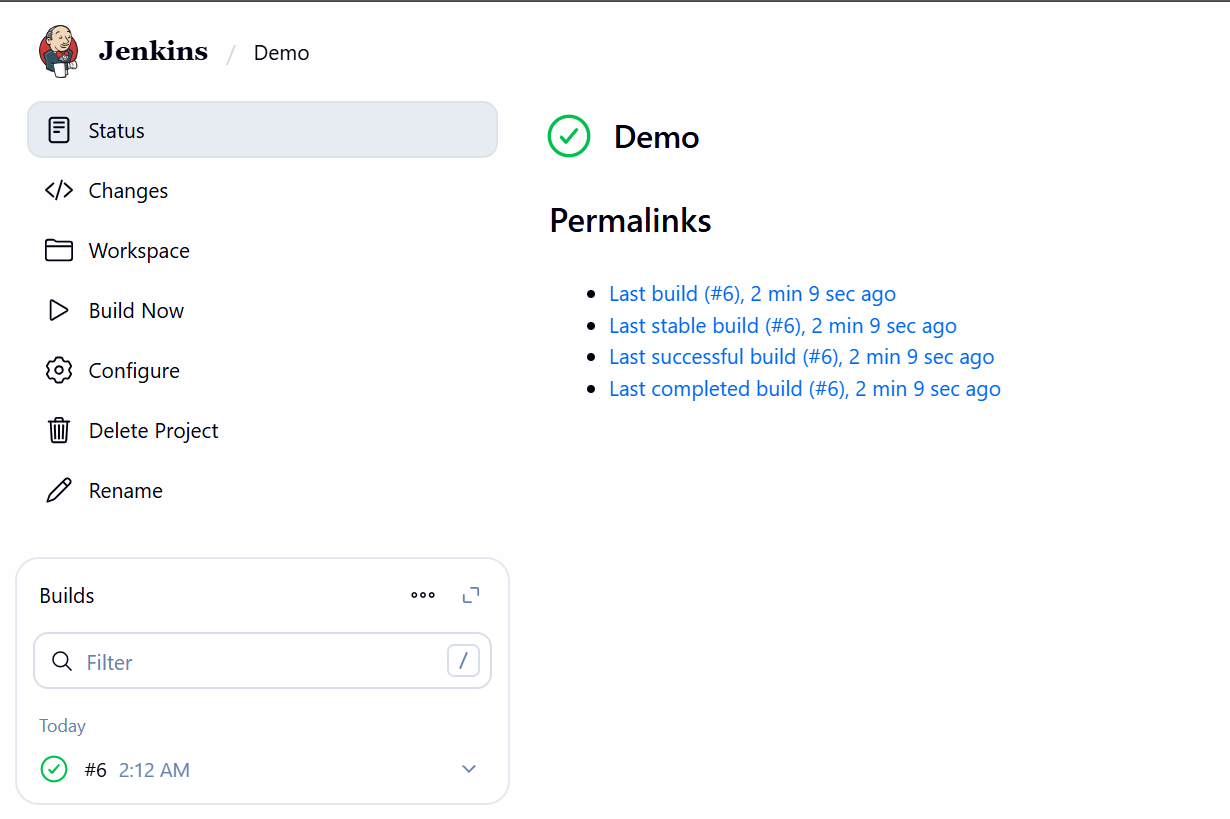 Jenkins / Demo
Status
Changes
Workspace
Build Now
Configure
Delete Project
Rename
Builds
Filter /
Today
#6 2:12 AM
Demo
Permalinks
Last build (#6), 2 min 9 sec ago
Last stable build (#6), 2 min 9 sec ago
Last successful build (#6), 2 min 9 sec ago
Last completed build (#6), 2 min 9 sec ago